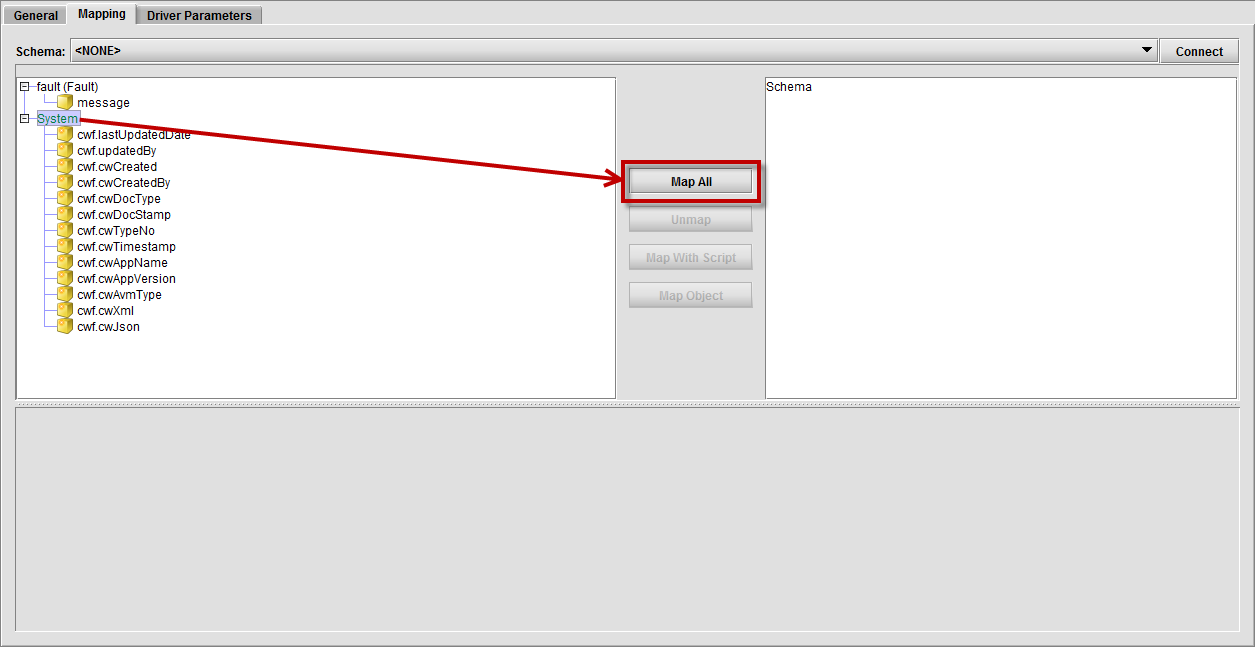 General Mapping Driver Parameters
Schema: <NONE> Connect
fault (Fault)
message
System
cwf.lastUpdatedDate
cwf.updatedBy
cwf.cwCreated
cwf.cwCreatedBy
cwf.cwDocType
cwf.cwDocStamp
cwf.cwTypeNo
cwf.cwTimestamp
cwf.cwAppName
cwf.cwAppVersion
cwf.cwAvmType
cwf.cwXml
cwf.cwJson
Map All
Unmap
Map With Script
Map Object
Schema